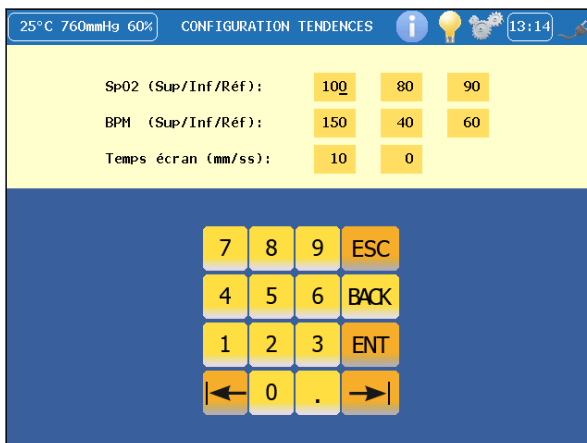 25°C 760mmHg 60% CONFIGURATION TENDENCES i 13:14
SpO2 (Sup/Inf/Réf): 100 80 90
BPM (Sup/Inf/Réf): 150 40 60
Temps écran (mm/ss): 10 0
7 8 9 ESC
4 5 6 BACK
1 2 3 ENT
0 .